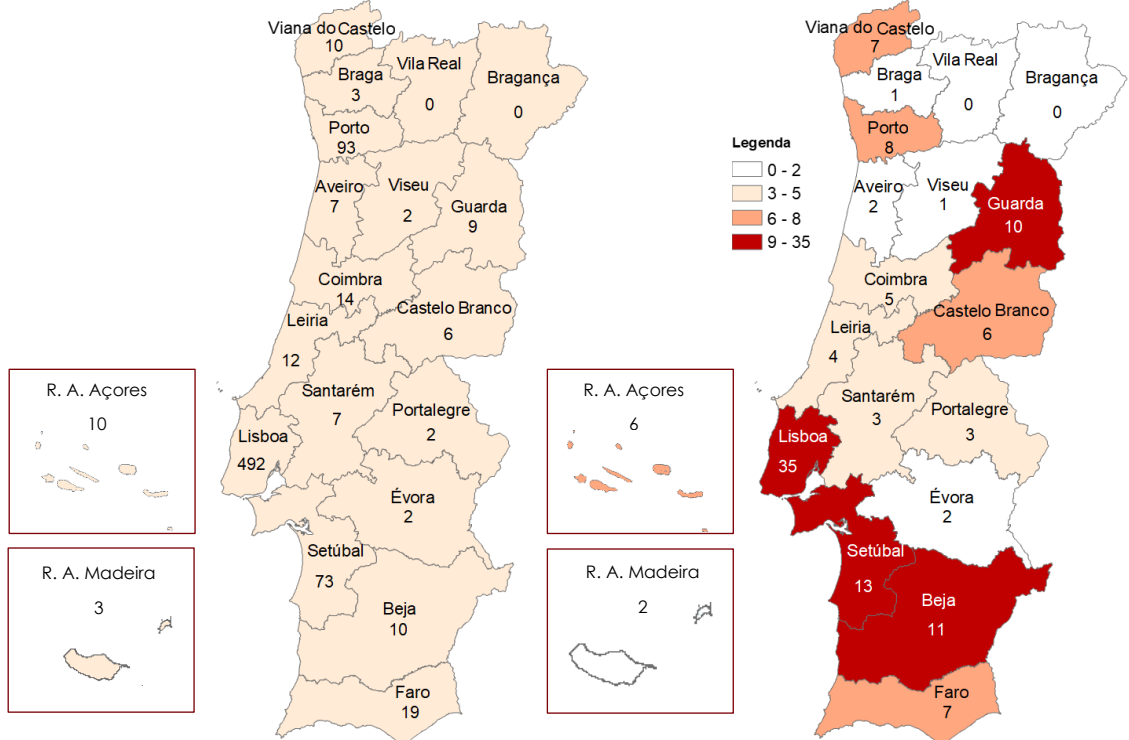 Viana do Castelo
10
Braga
3
Vila Real
0
Bragança
0
Porto
93
Aveiro
7
Viseu
2
Guarda
9
Coimbra
14
Castelo Branco
6
Leiria
12
Santarém
7
Portalegre
2
Lisboa
492
Évora
2
Setúbal
73
Beja
10
Faro
19
R. A. Açores
10
R. A. Madeira
3
Legenda
0 - 2
3 - 5
6 - 8
9 - 35
Viana do Castelo
7
Braga
1
Vila Real
0
Bragança
0
Porto
8
Aveiro
2
Viseu
1
Guarda
10
Coimbra
5
Castelo Branco
6
Leiria
4
Santarém
3
Portalegre
3
Lisboa
35
Évora
2
Setúbal
13
Beja
11
Faro
7
R. A. Açores
6
R. A. Madeira
2